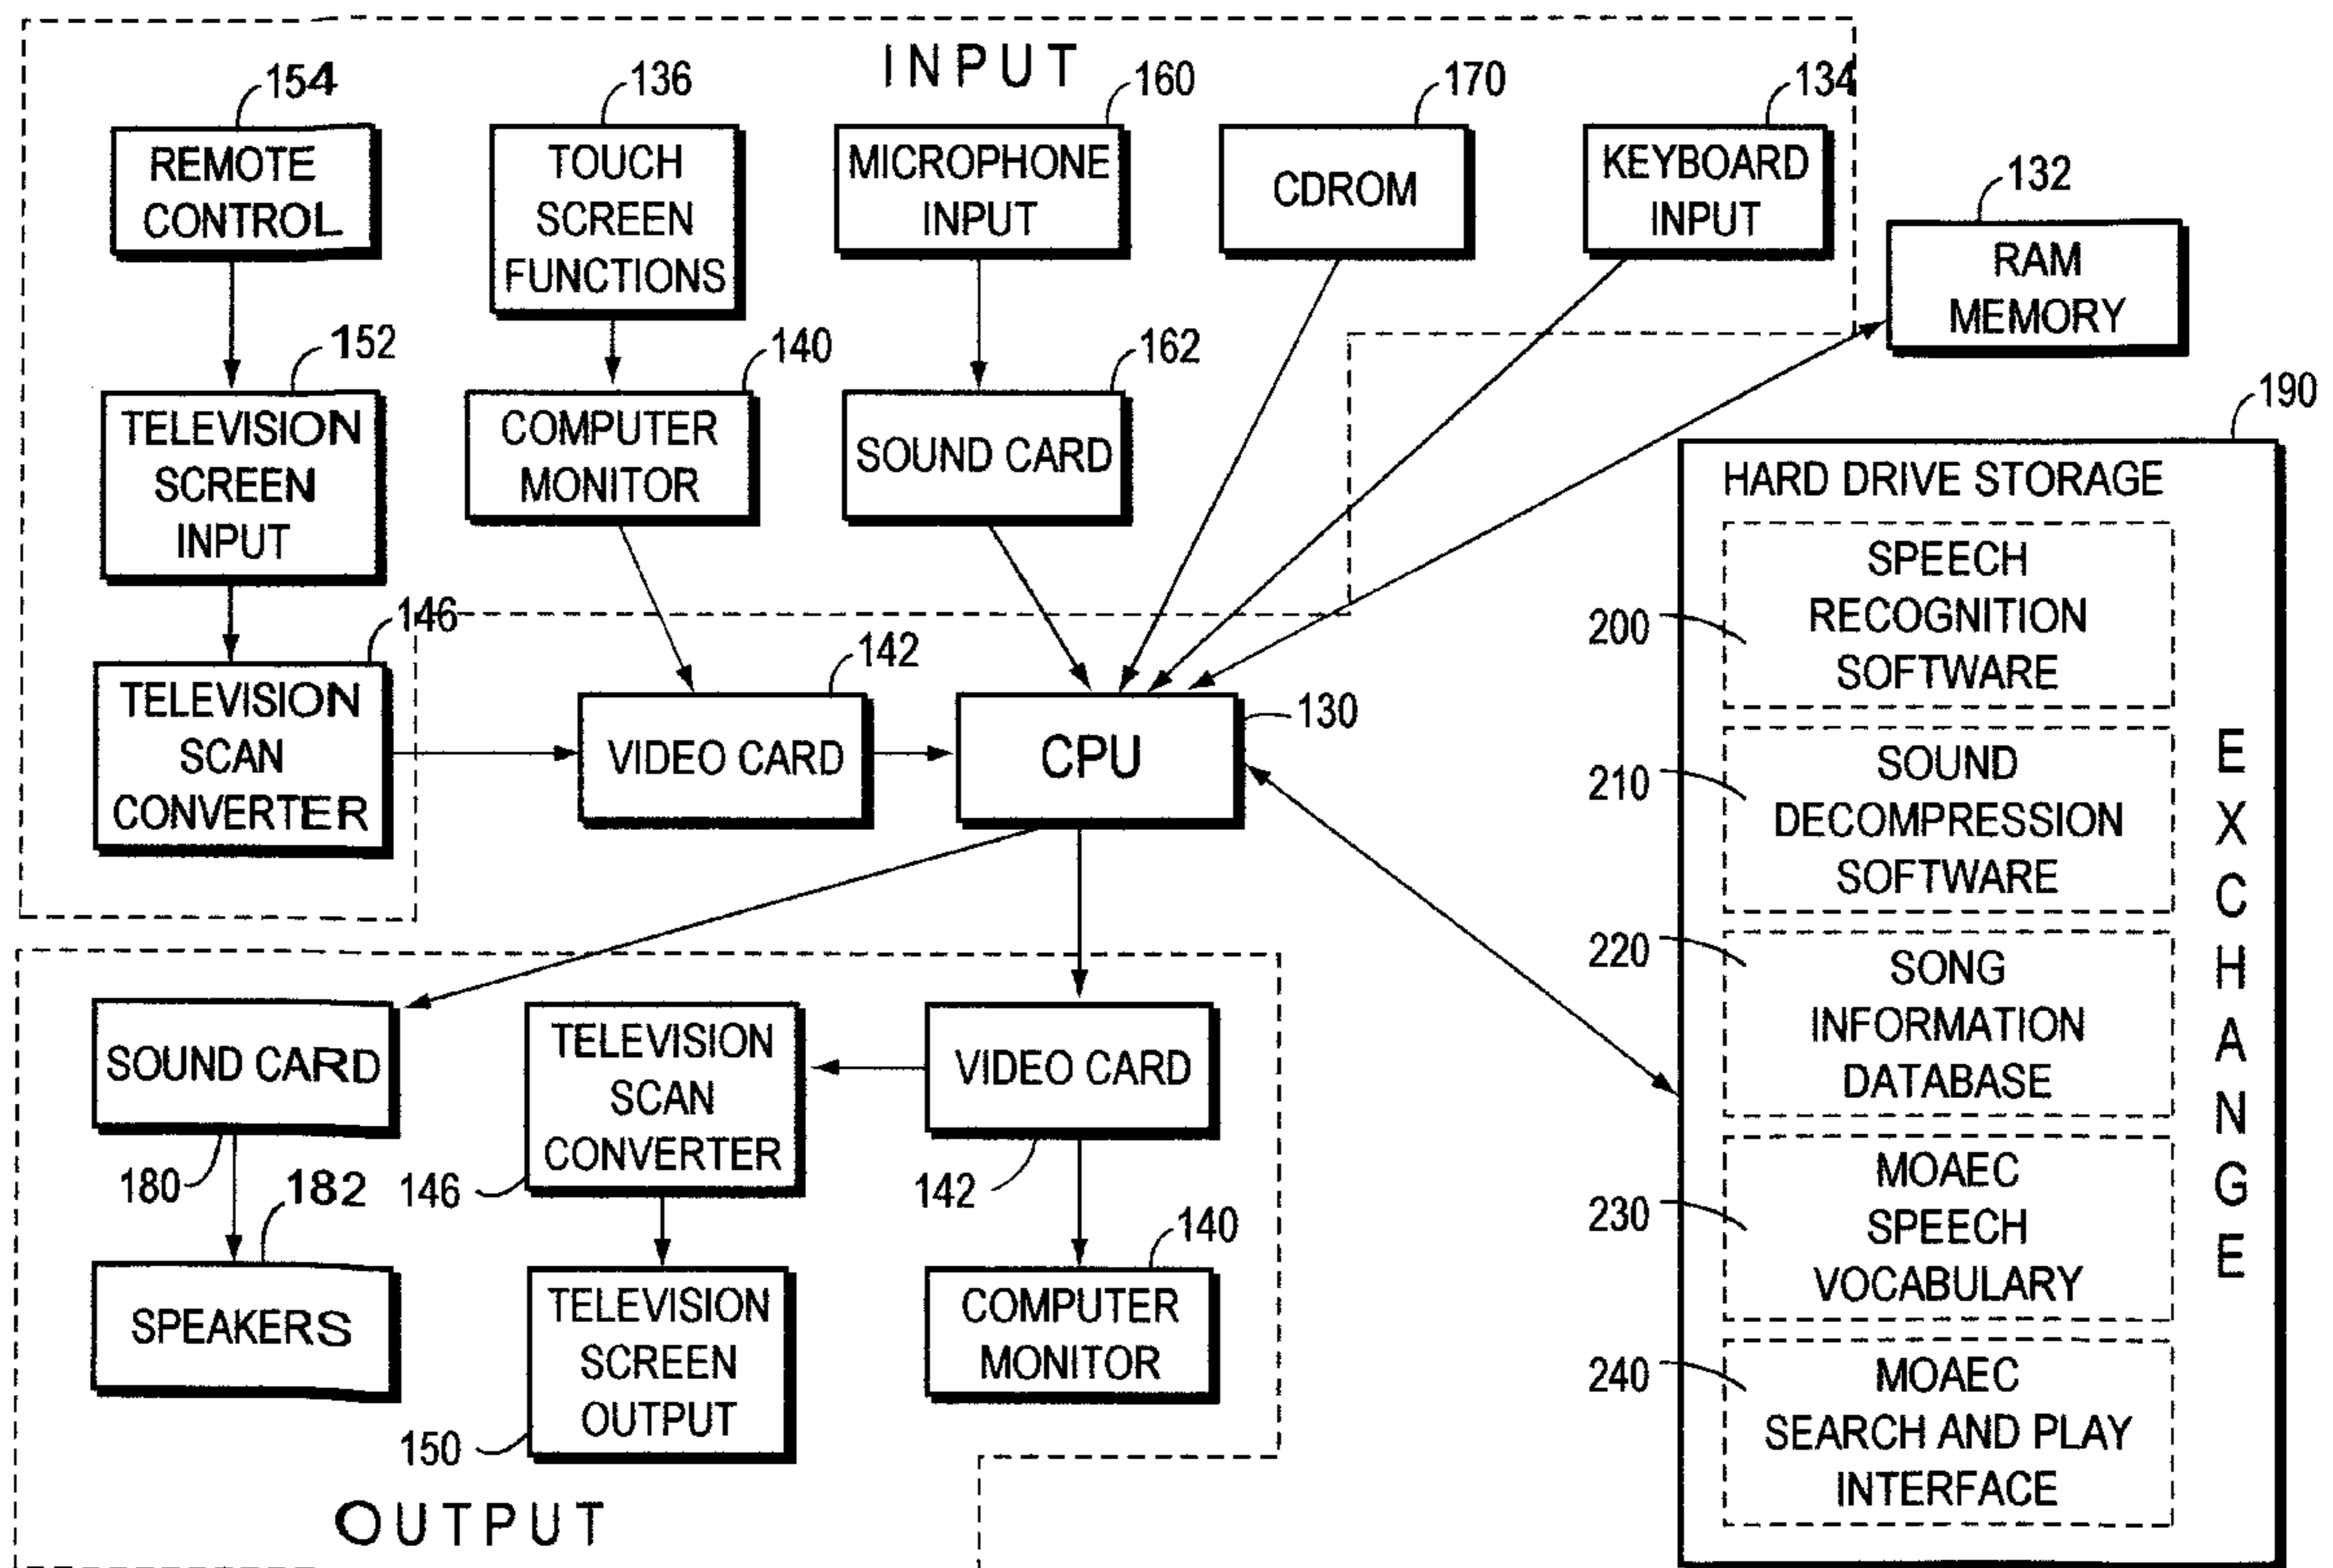 INPUT
154
136
160
170
134
REMOTE
CONTROL
TOUCH
SCREEN
FUNCTIONS
MICROPHONE
INPUT
CDROM
KEYBOARD
INPUT
132
RAM
MEMORY
152
140
162
TELEVISION
SCREEN
INPUT
COMPUTER
MONITOR
SOUND CARD
146
TELEVISION
SCAN
CONVERTER
142
VIDEO CARD
130
CPU
190
HARD DRIVE STORAGE
200
SPEECH
RECOGNITION
SOFTWARE
210
SOUND
DECOMPRESSION
SOFTWARE
220
SONG
INFORMATION
DATABASE
230
MOAEC
SPEECH
VOCABULARY
240
MOAEC
SEARCH AND PLAY
INTERFACE
EXCHANGE
SOUND CARD
180
182
SPEAKERS
TELEVISION
SCAN
CONVERTER
146
VIDEO CARD
142
140
TELEVISION
SCREEN
OUTPUT
150
COMPUTER
MONITOR
OUTPUT